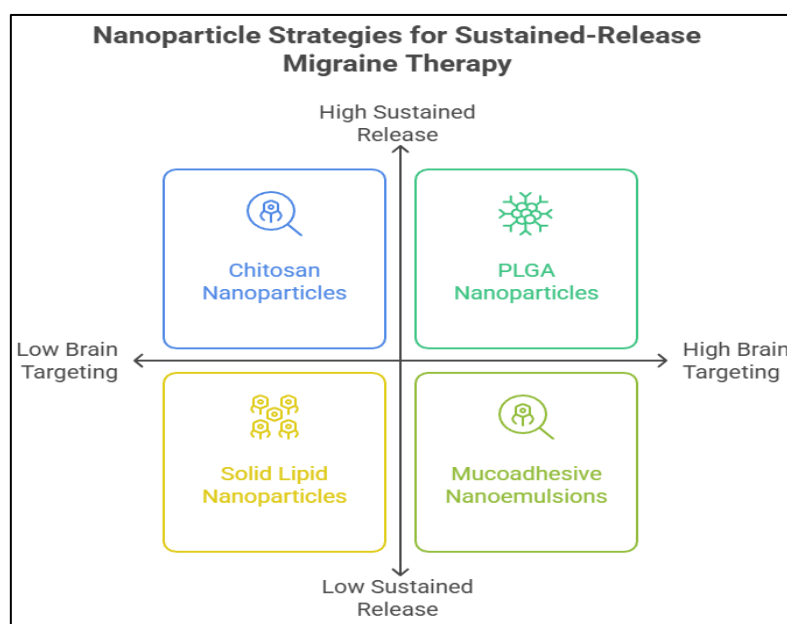 Nanoparticle Strategies for Sustained-Release
Migraine Therapy
High Sustained
Release
Chitosan
Nanoparticles
PLGA
Nanoparticles
Low Brain
Targeting
High Brain
Targeting
Solid Lipid
Nanoparticles
Mucoadhesive
Nanoemulsions
Low Sustained
Release